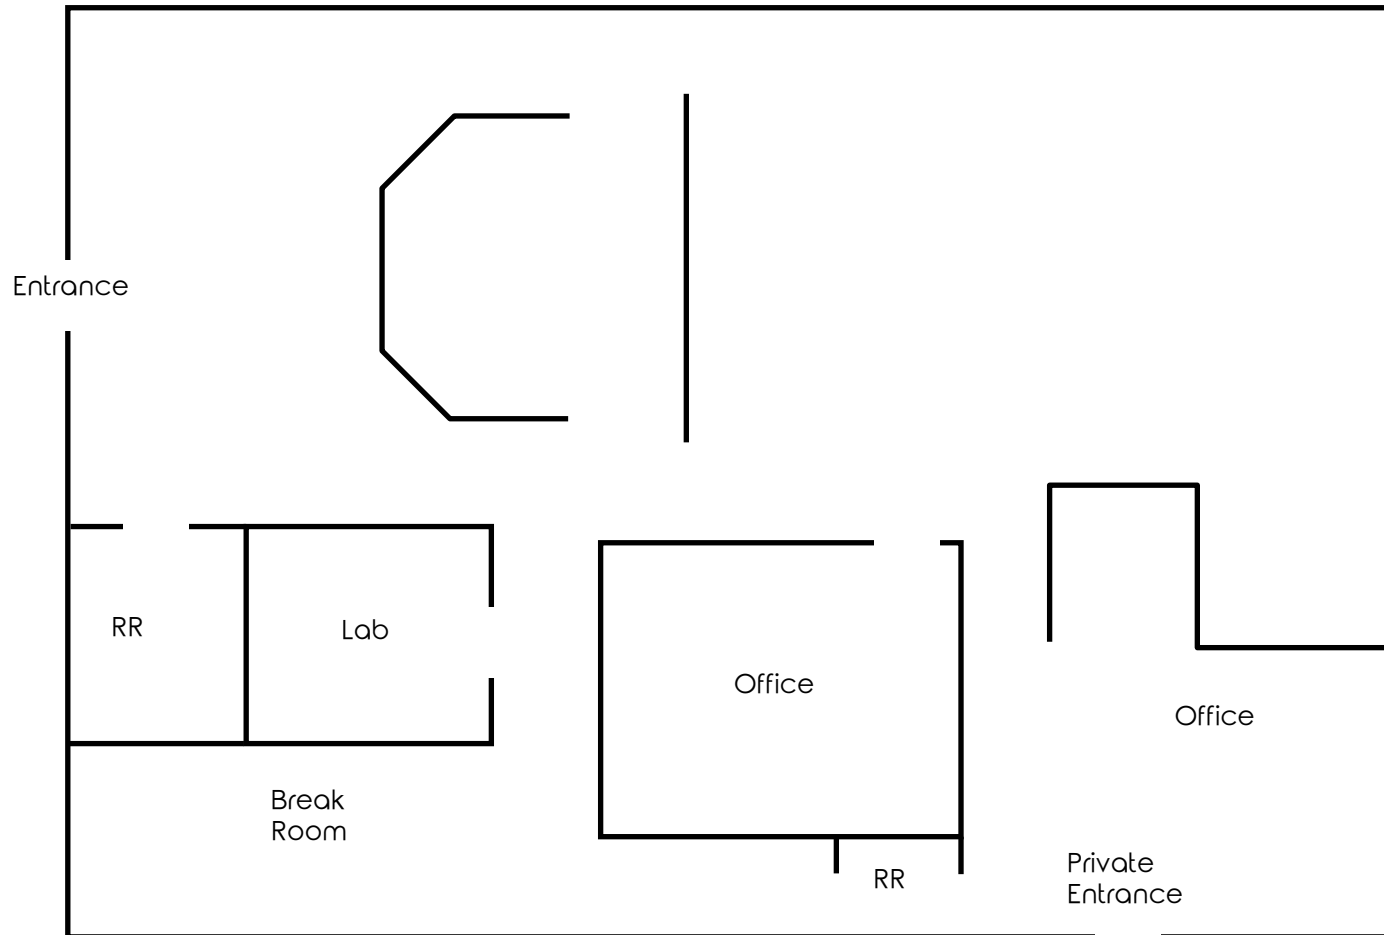 Entrance
RR
Lab
Office
Office
Break
Room
RR
Private
Entrance